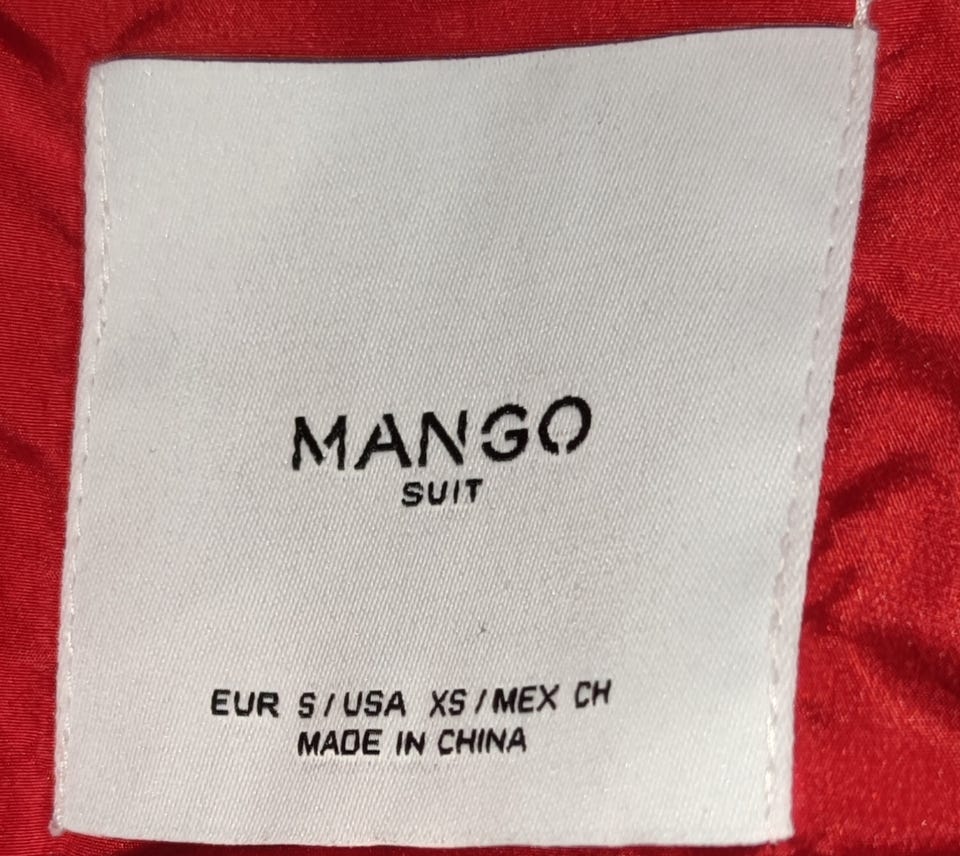 MANGO
SUIT
EUR S/USA XS/MEX CH
MADE IN CHINA